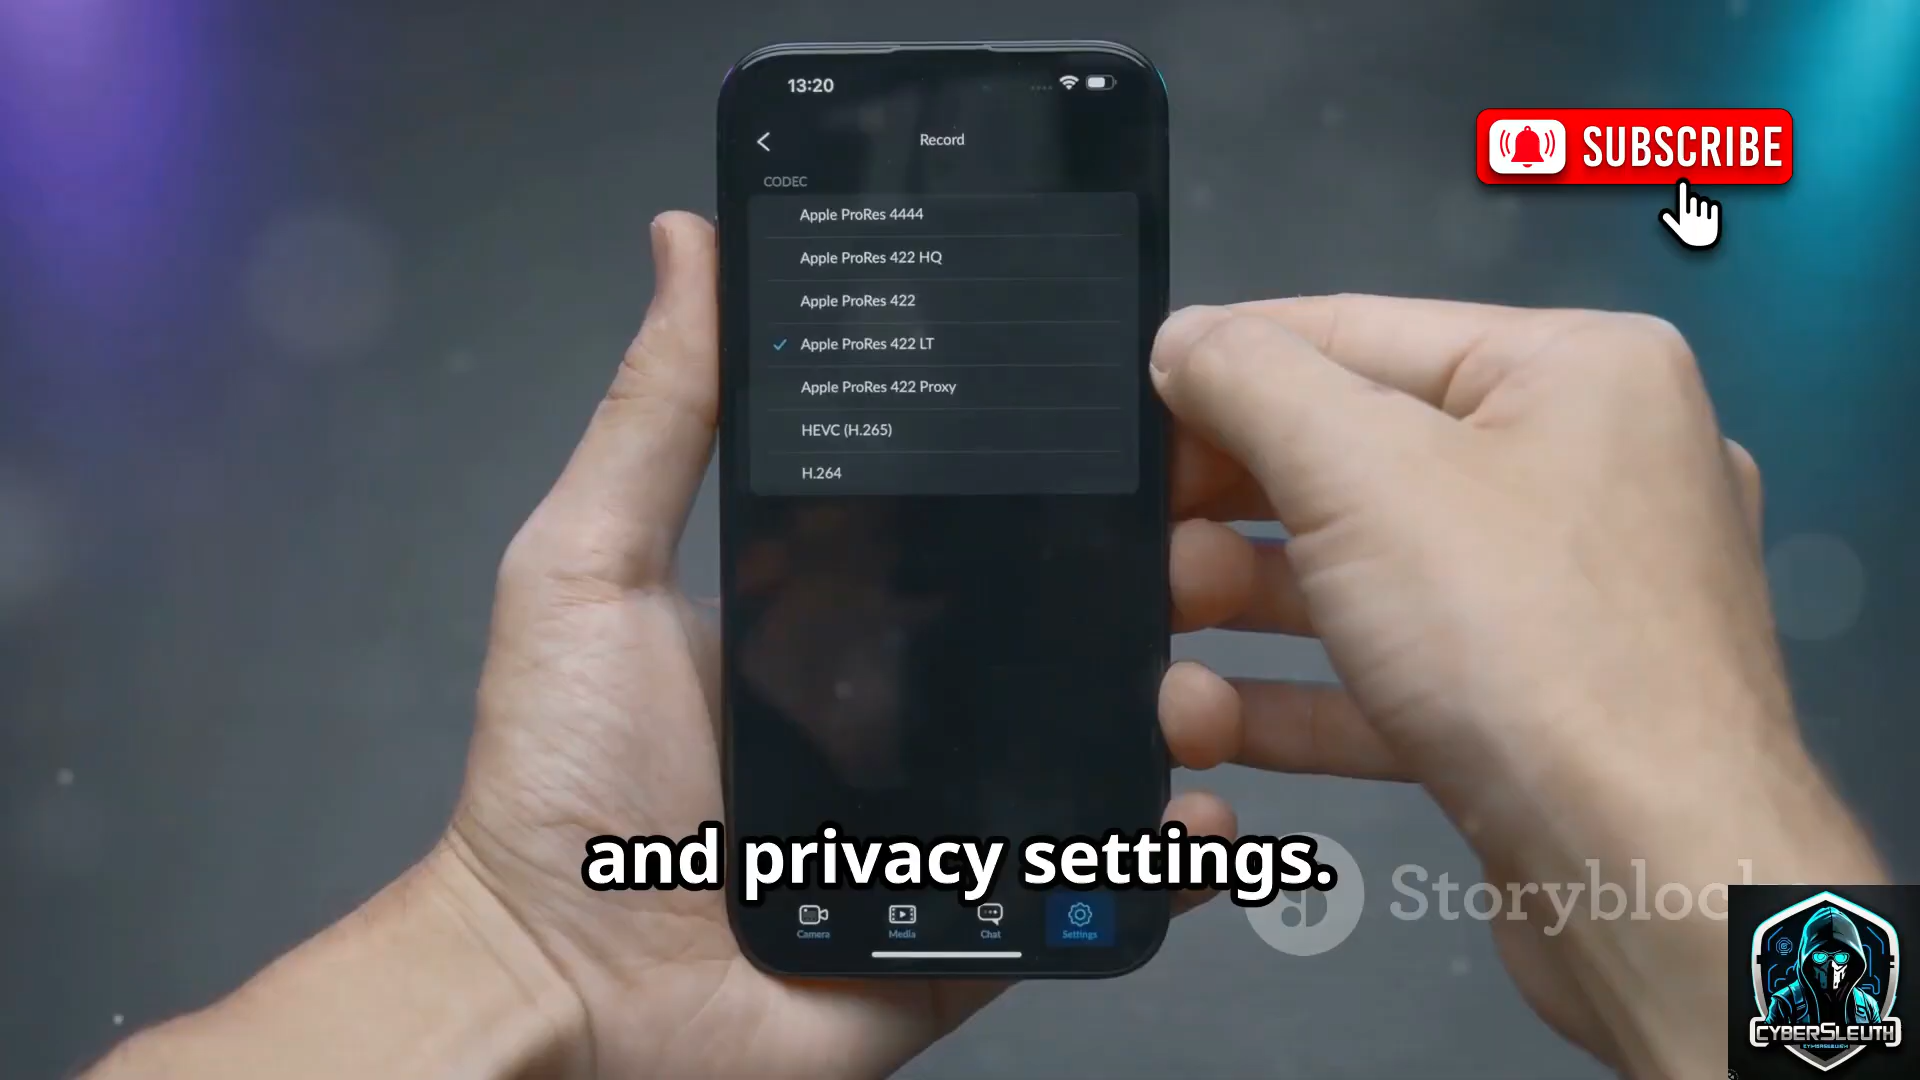 13:20
Record
CODEC
Apple ProRes 4444
Apple ProRes 422 HQ
Apple ProRes 422
Apple ProRes 422 LT
Apple ProRes 422 Proxy
HEVC (H.265)
H.264
SUBSCRIBE
and privacy settings.
Storybloc
Camera
Media
Chat
Settings
CYBERSLEUTH